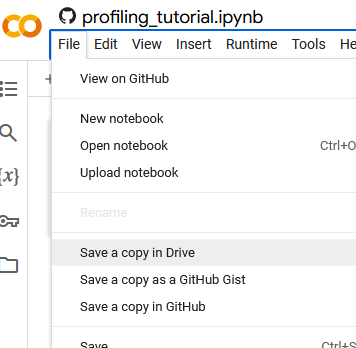 profiling_tutorial.ipynb
File Edit View Insert Runtime Tools He
View on GitHub
New notebook
Open notebook Ctrl+O
Upload notebook
Rename
Save a copy in Drive
Save a copy as a GitHub Gist
Save a copy in GitHub
Save Ctrl+S
{x}